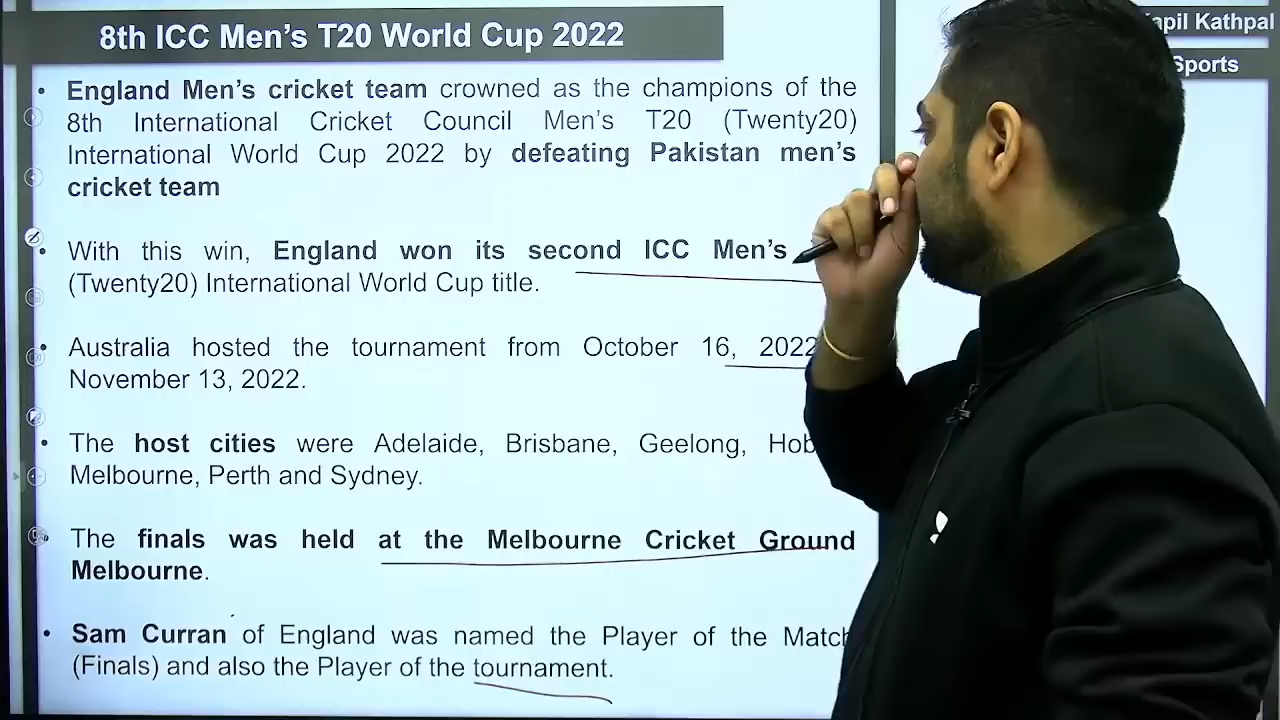 8th ICC Men's T20 World Cup 2022
apil Kathpal
Sports
• England Men's cricket team crowned as the champions of the
8th International Cricket Council Men's T20 (Twenty20)
International World Cup 2022 by defeating Pakistan men's
cricket team
• With this win, England won its second ICC Men's
(Twenty20) International World Cup title.
• Australia hosted the tournament from October 16, 2022
November 13, 2022.
• The host cities were Adelaide, Brisbane, Geelong, Hob
Melbourne, Perth and Sydney.
• The finals was held at the Melbourne Cricket Ground
Melbourne.
• Sam Curran of England was named the Player of the Match
(Finals) and also the Player of the tournament.